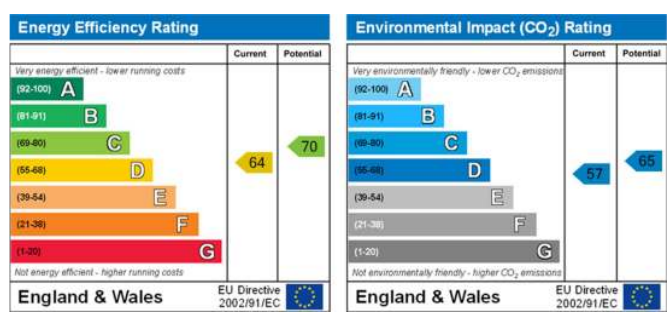 Energy Efficiency Rating
Current Potential
Very energy efficient - lower running costs
(92-100) A
(81-91) B
(69-80) C
(55-68) D
(39-54) E
(21-38) F
(1-20) G
64
70
Not energy efficient - higher running costs
England & Wales
EU Directive
2002/91/EC
Environmental Impact (CO₂) Rating
Current Potential
Very environmentally friendly - lower CO₂ emissions
(92-100) A
(81-91) B
(69-80) C
(55-68) D
(39-54) E
(21-38) F
(1-20) G
57
65
Not environmentally friendly - higher CO₂ emissions
England & Wales
EU Directive
2002/91/EC